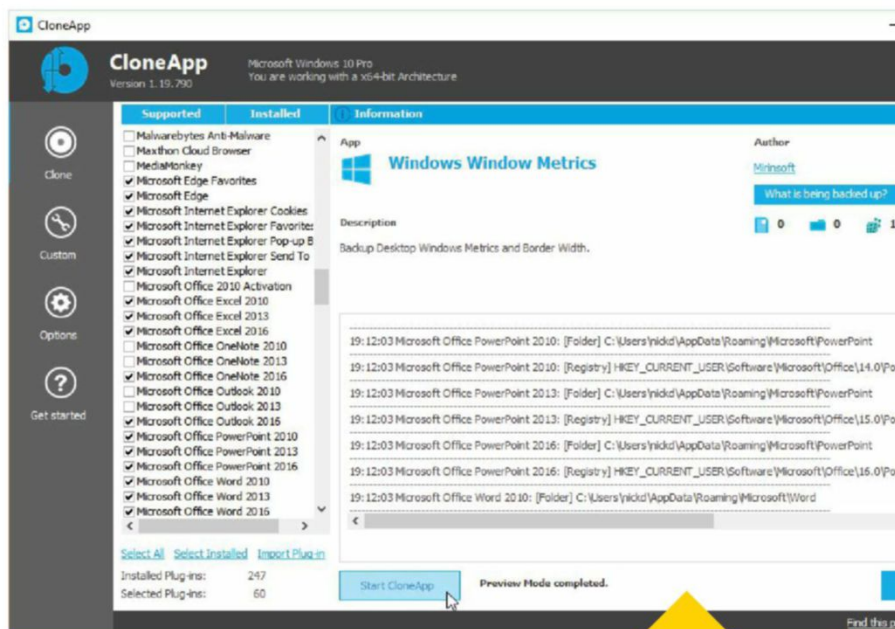 CloneApp
CloneApp
Version 1.19.790
Microsoft Windows 10 Pro
You are working with a x64-bit Architecture
Clone
Custom
Options
Get started
Supported Installed
Malwarebytes Anti-Malware
Maxthon Cloud Browser
MediaMonkey
Microsoft Edge Favorites
Microsoft Edge
Microsoft Internet Explorer Cookies
Microsoft Internet Explorer Favorites
Microsoft Internet Explorer Pop-up B
Microsoft Internet Explorer Send To
Microsoft Internet Explorer
Microsoft Office 2010 Activation
Microsoft Office Excel 2010
Microsoft Office Excel 2013
Microsoft Office Excel 2016
Microsoft Office OneNote 2010
Microsoft Office OneNote 2013
Microsoft Office OneNote 2016
Microsoft Office Outlook 2010
Microsoft Office Outlook 2013
Microsoft Office Outlook 2016
Microsoft Office PowerPoint 2010
Microsoft Office PowerPoint 2013
Microsoft Office PowerPoint 2016
Microsoft Office Word 2010
Microsoft Office Word 2013
Microsoft Office Word 2016
Select All Select Installed Import Plug-in
Installed Plug-ins: 247
Selected Plug-ins: 60
Information
App
Windows Window Metrics
Author
Mirinsoft
What is being backed up?
0 0 1
Description
Backup Desktop Windows Metrics and Border Width.
19:12:03 Microsoft Office PowerPoint 2010: [Folder] C:\Users\nickd\AppData\Roaming\Microsoft\PowerPoint
19:12:03 Microsoft Office PowerPoint 2010: [Registry] HKEY_CURRENT_USER\Software\Microsoft\Office\14.0\Po
19:12:03 Microsoft Office PowerPoint 2013: [Folder] C:\Users\nickd\AppData\Roaming\Microsoft\PowerPoint
19:12:03 Microsoft Office PowerPoint 2013: [Registry] HKEY_CURRENT_USER\Software\Microsoft\Office\15.0\Po
19:12:03 Microsoft Office PowerPoint 2016: [Folder] C:\Users\nickd\AppData\Roaming\Microsoft\PowerPoint
19:12:03 Microsoft Office PowerPoint 2016: [Registry] HKEY_CURRENT_USER\Software\Microsoft\Office\16.0\Po
19:12:03 Microsoft Office Word 2010: [Folder] C:\Users\nickd\AppData\Roaming\Microsoft\Word
Start CloneApp
Preview Mode completed.
Find this